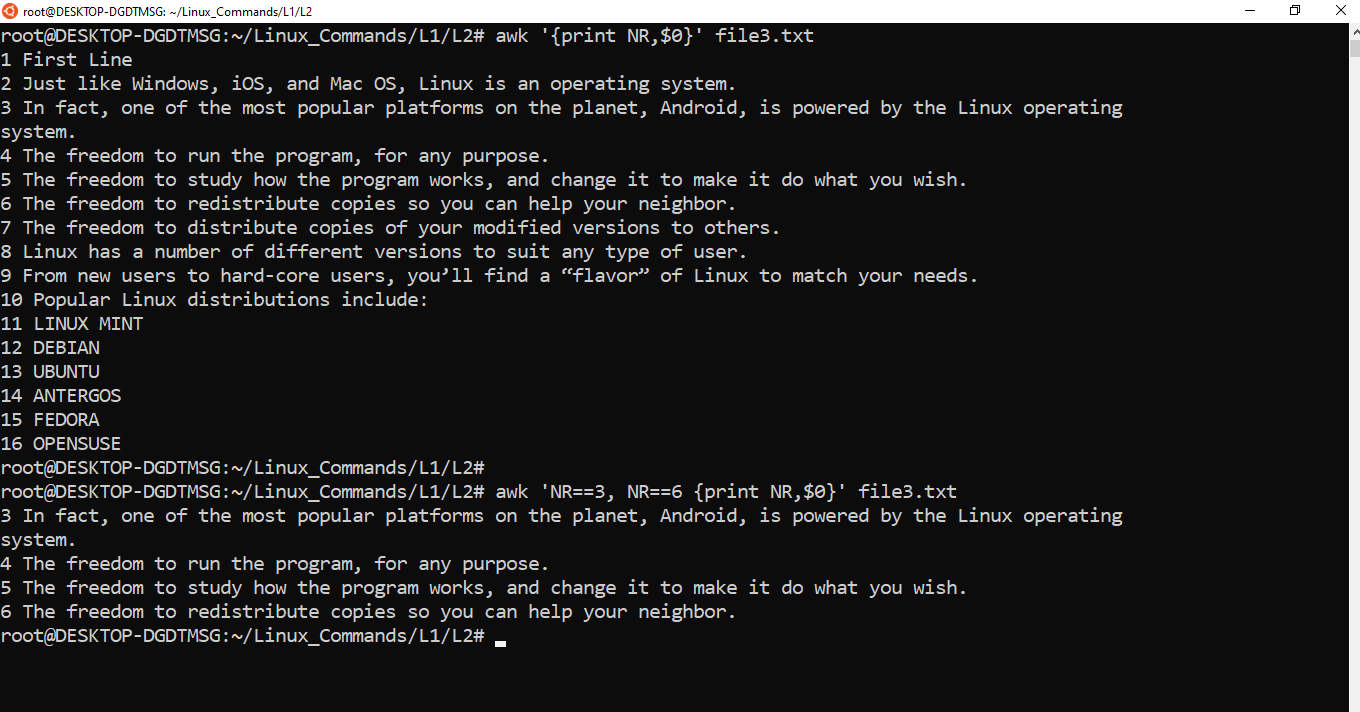 root@DESKTOP-DGDTMSG: ~/Linux_Commands/L1/L2
root@DESKTOP-DGDTMSG:~/Linux_Commands/L1/L2# awk '{print NR,$0}' file3.txt
1 First Line
2 Just like Windows, iOS, and Mac OS, Linux is an operating system.
3 In fact, one of the most popular platforms on the planet, Android, is powered by the Linux operating
system.
4 The freedom to run the program, for any purpose.
5 The freedom to study how the program works, and change it to make it do what you wish.
6 The freedom to redistribute copies so you can help your neighbor.
7 The freedom to distribute copies of your modified versions to others.
8 Linux has a number of different versions to suit any type of user.
9 From new users to hard-core users, you’ll find a “flavor” of Linux to match your needs.
10 Popular Linux distributions include:
11 LINUX MINT
12 DEBIAN
13 UBUNTU
14 ANTERGOS
15 FEDORA
16 OPENSUSE
root@DESKTOP-DGDTMSG:~/Linux_Commands/L1/L2#
root@DESKTOP-DGDTMSG:~/Linux_Commands/L1/L2# awk 'NR==3, NR==6 {print NR,$0}' file3.txt
3 In fact, one of the most popular platforms on the planet, Android, is powered by the Linux operating
system.
4 The freedom to run the program, for any purpose.
5 The freedom to study how the program works, and change it to make it do what you wish.
6 The freedom to redistribute copies so you can help your neighbor.
root@DESKTOP-DGDTMSG:~/Linux_Commands/L1/L2#